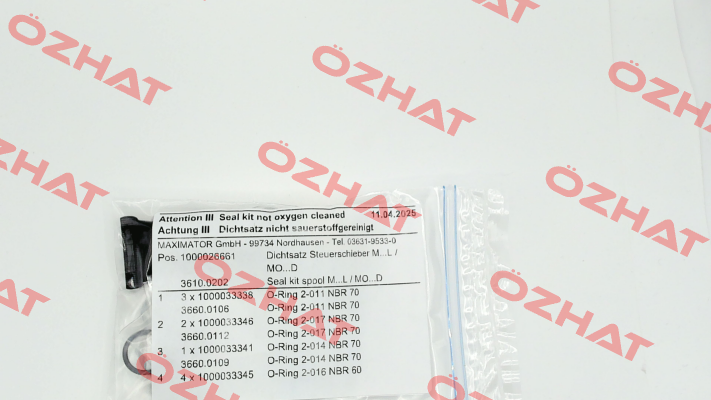 ÖZHAT
ÖZHAT
ÖZHAT
ÖZHAT
ÖZHAT
ÖZHAT
ÖZHAT
ÖZHAT
ÖZHAT
ÖZHAT
ÖZHAT
Attention !!! Seal kit not oxygen cleaned 11.04.2025
Achtung !!! Dichtsatz nicht sauerstoffgereinigt
MAXIMATOR GmbH - 99734 Nordhausen - Tel. 03631-9533-0
Pos. 1000026661 Dichtsatz Steuerschieber M...L /
MO...D
3610.0202 Seal kit spool M...L / MO...D
1 3 x 1000033338 O-Ring 2-011 NBR 70
3660.0106 O-Ring 2-011 NBR 70
2 2 x 1000033346 O-Ring 2-017 NBR 70
3660.0112 O-Ring 2-017 NBR 70
3 1 x 1000033341 O-Ring 2-014 NBR 70
3660.0109 O-Ring 2-014 NBR 70
4 4 x 1000033345 O-Ring 2-016 NBR 60